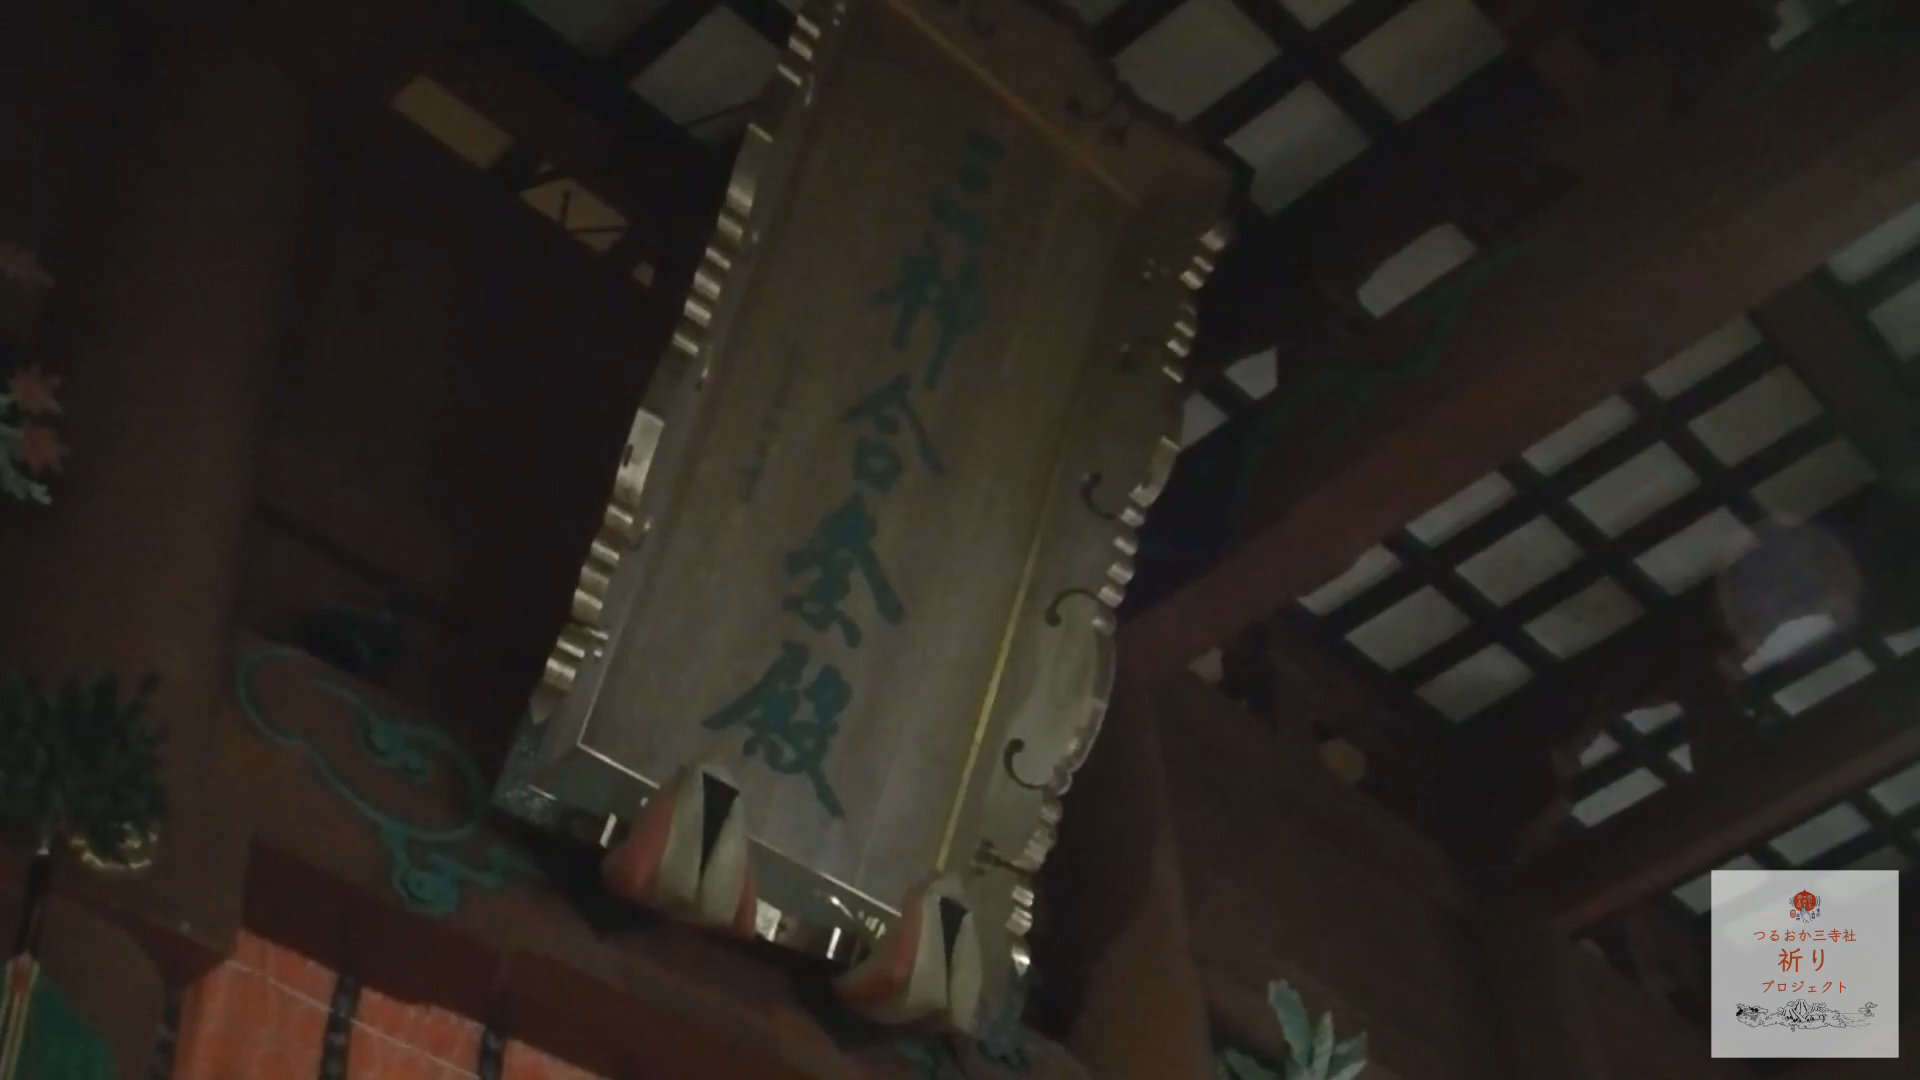 三神合祭殿
つるおか三寺社
祈り
プロジェクト